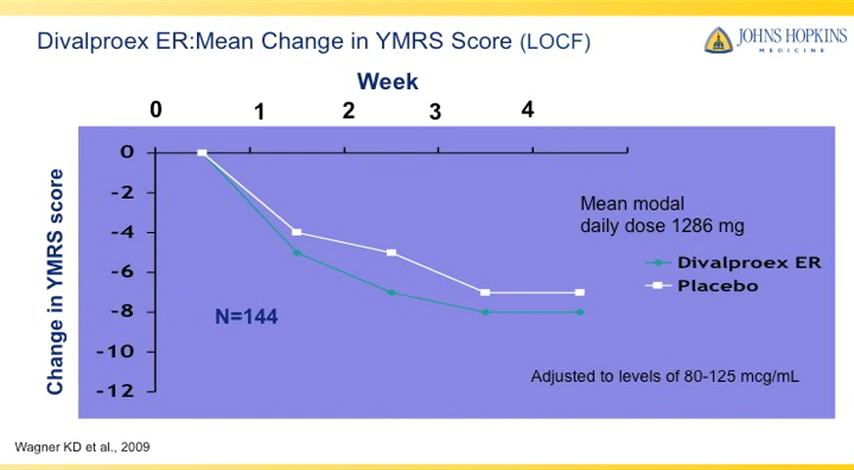 Divalproex ER:Mean Change in YMRS Score (LOCF)
JOHNS HOPKINS
MEDICINE
Week
0 1 2 3 4
0
-2
-4
-6
-8
-10
-12
Change in YMRS score
Mean modal
daily dose 1286 mg
Divalproex ER
Placebo
N=144
Adjusted to levels of 80-125 mcg/mL
Wagner KD et al., 2009